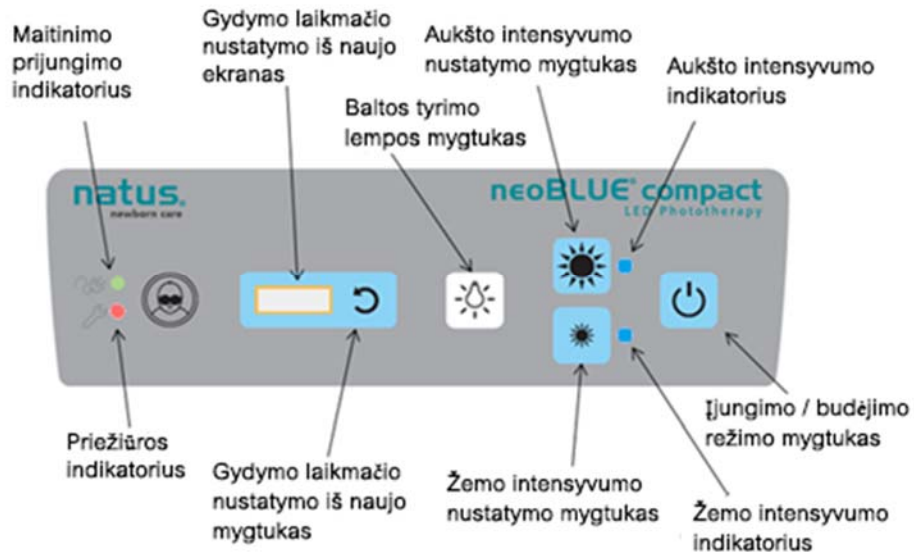 Maitinimo
prijungimo
indikatorius
Gydymo laikmačio
nustatymo iš naujo
ekranas
Baltos tyrimo
lempos mygtukas
Aukšto intensyvumo
nustatymo mygtukas
Aukšto intensyvumo
indikatorius
natus.
newborn care
neoBLUE® compact
LED Phototherapy
Priežiūros
indikatorius
Gydymo laikmačio
nustatymo iš naujo
mygtukas
Žemo intensyvumo
nustatymo mygtukas
Įjungimo / budėjimo
režimo mygtukas
Žemo intensyvumo
indikatorius